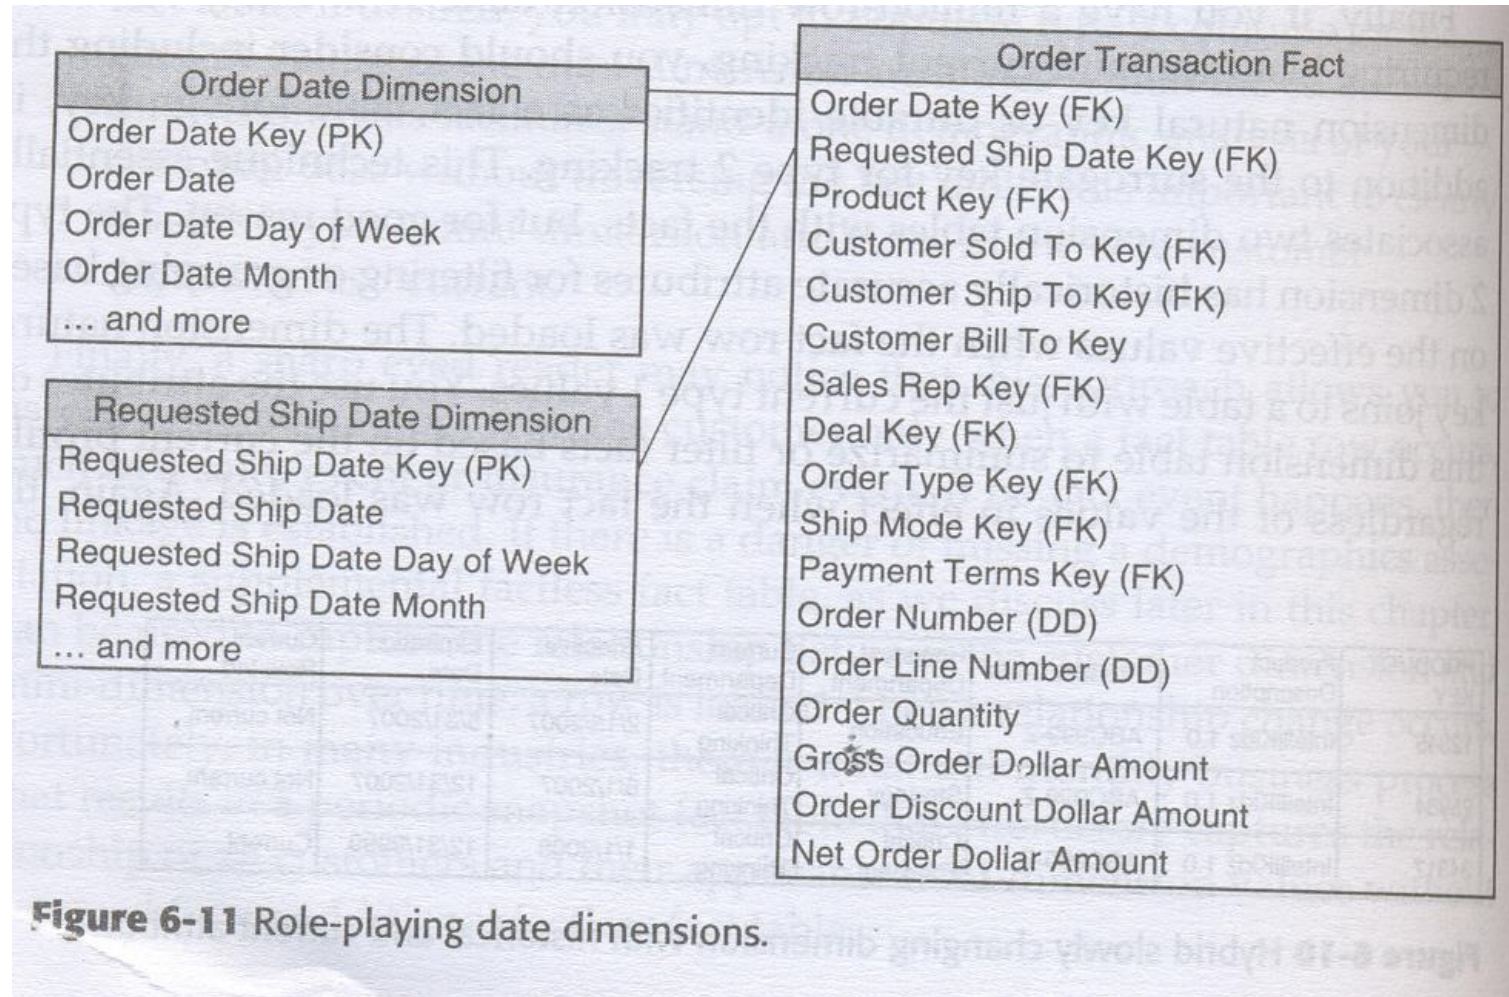 Order Date Dimension
Order Date Key (PK)
Order Date
Order Date Day of Week
Order Date Month
... and more
Requested Ship Date Dimension
Requested Ship Date Key (PK)
Requested Ship Date
Requested Ship Date Day of Week
Requested Ship Date Month
... and more
Order Transaction Fact
Order Date Key (FK)
Requested Ship Date Key (FK)
Product Key (FK)
Customer Sold To Key (FK)
Customer Ship To Key (FK)
Customer Bill To Key
Sales Rep Key (FK)
Deal Key (FK)
Order Type Key (FK)
Ship Mode Key (FK)
Payment Terms Key (FK)
Order Number (DD)
Order Line Number (DD)
Order Quantity
Gross Order Dollar Amount
Order Discount Dollar Amount
Net Order Dollar Amount
Figure 6-11 Role-playing date dimensions.